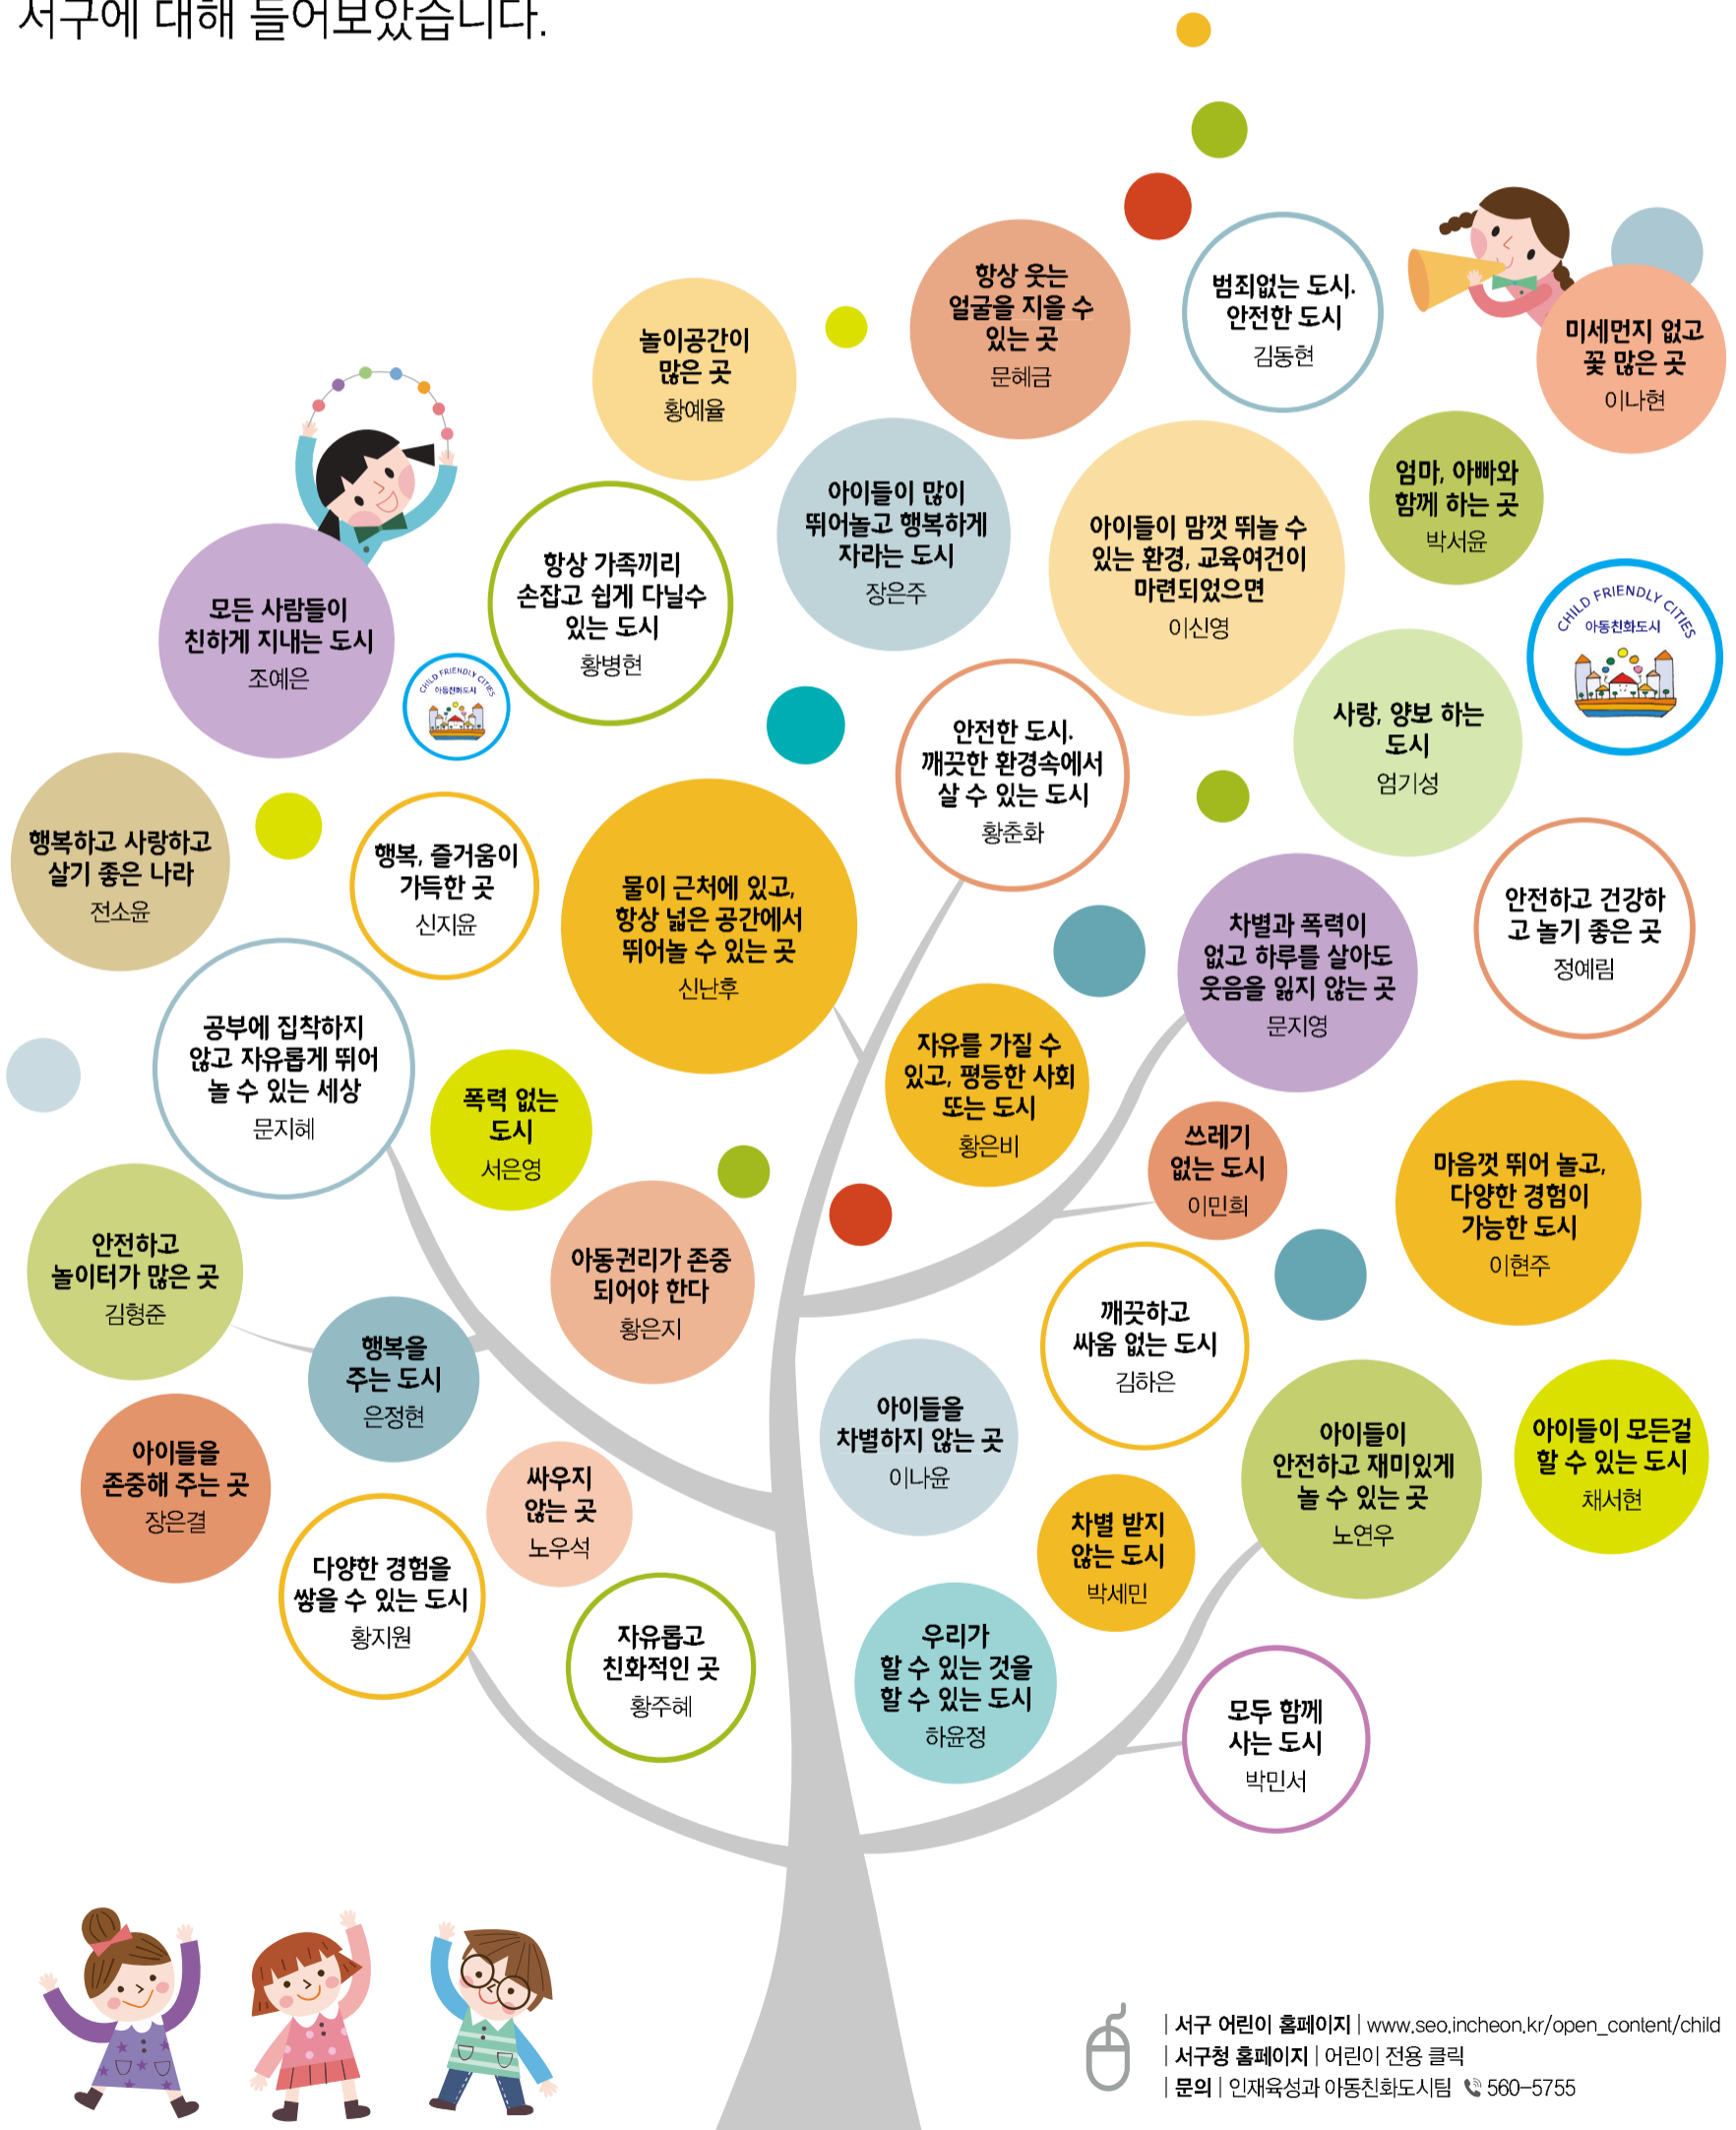 서구에 대해 들어보았습니다.
항상 웃는
얼굴을 지을 수
있는 곳
문혜금
범죄없는 도시.
안전한 도시
김동현
미세먼지 없고
꽃 많은 곳
이나현
놀이공간이
많은 곳
황예율
엄마, 아빠와
함께 하는 곳
박서윤
아이들이 많이
뛰어놀고 행복하게
자라는 도시
장은주
아이들이 맘껏 뛰놀 수
있는 환경, 교육여건이
마련되었으면
이신영
항상 가족끼리
손잡고 쉽게 다닐수
있는 도시
황병현
모든 사람들이
친하게 지내는 도시
조예은
CHILD FRIENDLY CITIES
아동친화도시
CHILD FRIENDLY CITIES
아동친화도시
사랑, 양보 하는
도시
엄기성
안전한 도시.
깨끗한 환경속에서
살 수 있는 도시
황춘화
행복하고 사랑하고
살기 좋은 나라
전소윤
행복, 즐거움이
가득한 곳
신지윤
물이 근처에 있고,
항상 넓은 공간에서
뛰어놀 수 있는 곳
신난후
차별과 폭력이
없고 하루를 살아도
웃음을 잃지 않는 곳
문지영
안전하고 건강하
고 놀기 좋은 곳
정예림
공부에 집착하지
않고 자유롭게 뛰어
놀 수 있는 세상
문지혜
폭력 없는
도시
서은영
자유를 가질 수
있고, 평등한 사회
또는 도시
황은비
쓰레기
없는 도시
이민희
마음껏 뛰어 놀고,
다양한 경험이
가능한 도시
이현주
안전하고
놀이터가 많은 곳
김형준
아동권리가 존중
되어야 한다
황은지
행복을
주는 도시
은정현
깨끗하고
싸움 없는 도시
김하은
아이들을
차별하지 않는 곳
이나윤
아이들이
안전하고 재미있게
놀 수 있는 곳
노연우
아이들이 모든걸
할 수 있는 도시
채서현
아이들을
존중해 주는 곳
장은결
싸우지
않는 곳
노우석
차별 받지
않는 도시
박세민
다양한 경험을
쌓을 수 있는 도시
황지원
자유롭고
친화적인 곳
황주혜
우리가
할 수 있는 것을
할 수 있는 도시
하윤정
모두 함께
사는 도시
박민서
| 서구 어린이 홈페이지 | www.seo.incheon.kr/open_content/child
| 서구청 홈페이지 | 어린이 전용 클릭
| 문의 | 인재육성과 아동친화도시팀 560-5755